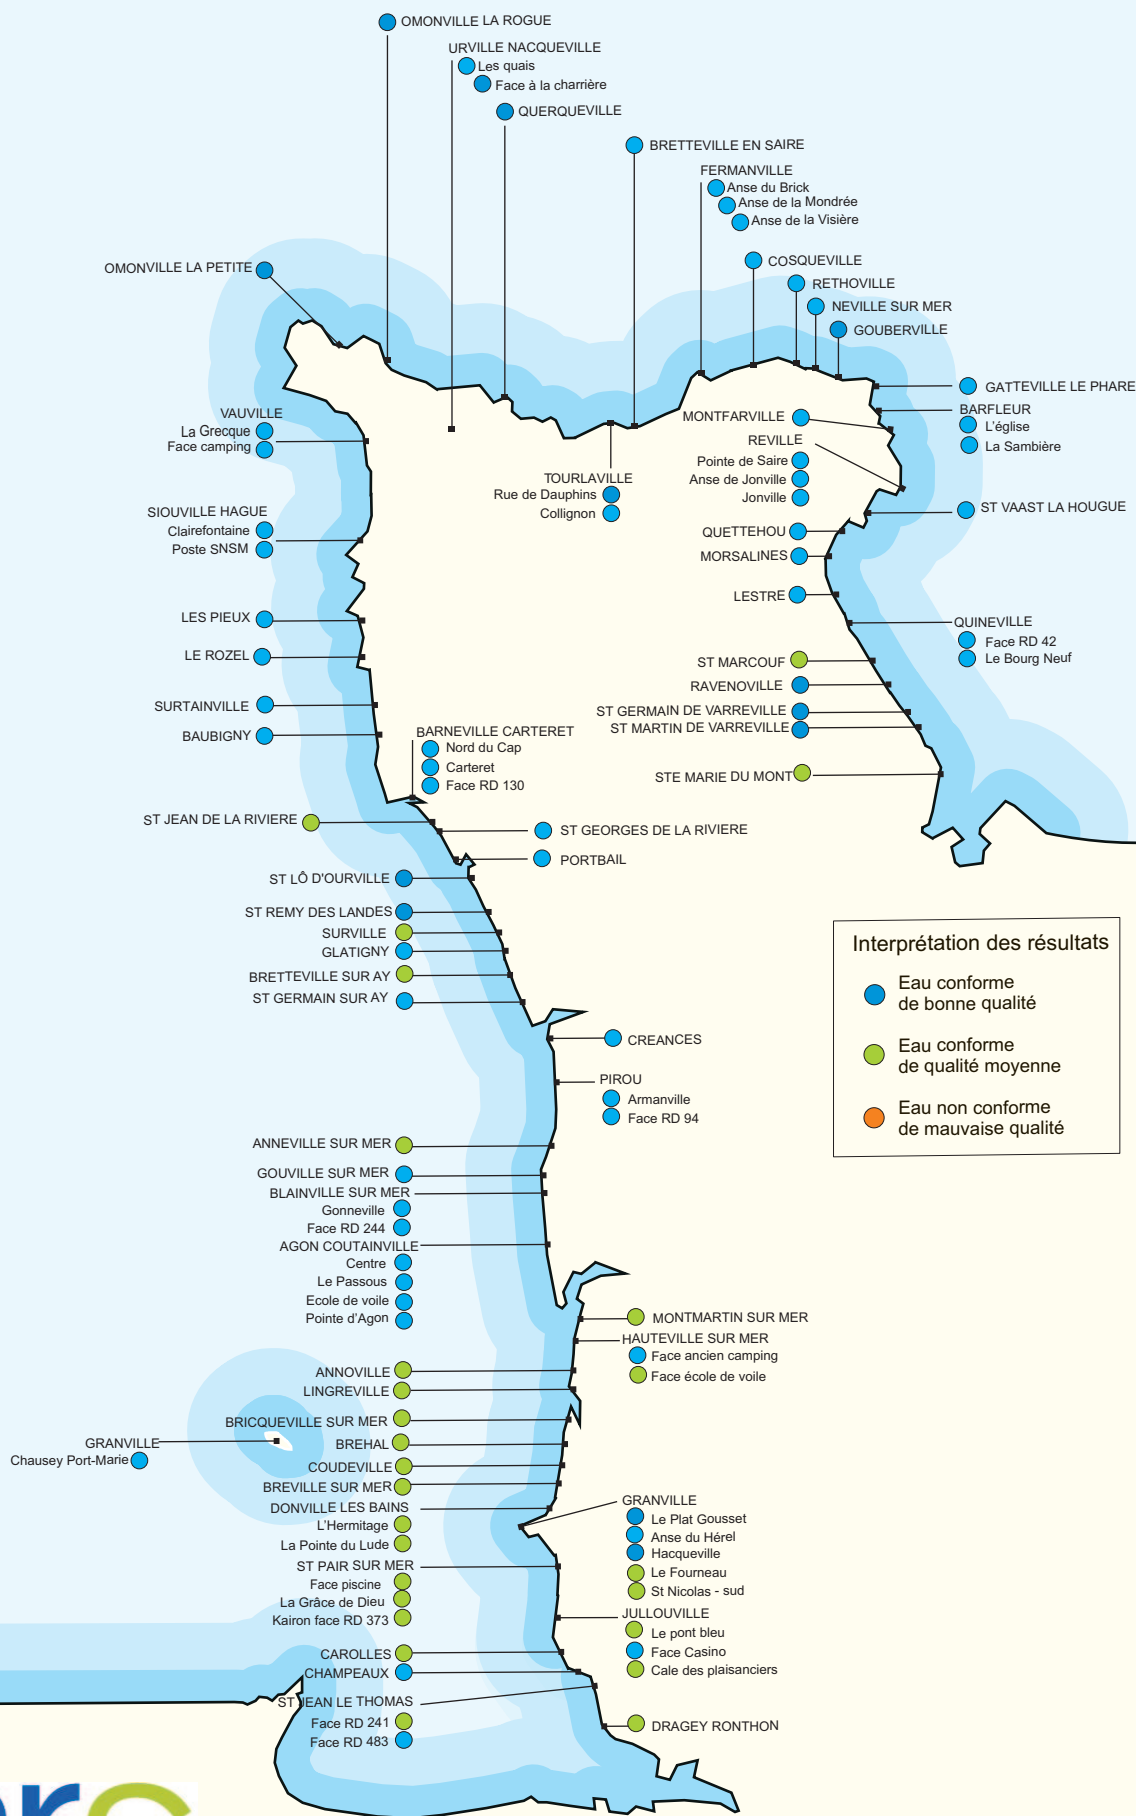 OMONVILLE LA ROGUE
URVILLE NACQUEVILLE
Les quais
Face à la charrière
QUERQUEVILLE
BRETTEVILLE EN SAIRE
FERMANVILLE
Anse du Brick
Anse de la Mondrée
Anse de la Visière
OMONVILLE LA PETITE
COSQUEVILLE
RETHOVILLE
NEVILLE SUR MER
GOUBERVILLE
GATTEVILLE LE PHARE
BARFLEUR
L'église
La Sambière
MONTFARVILLE
REVILLE
Pointe de Saire
Anse de Jonville
Jonville
VAUVILLE
La Grecque
Face camping
TOURLAVILLE
Rue de Dauphins
Collignon
ST VAAST LA HOUGUE
SIOUVILLE HAGUE
Clairefontaine
Poste SNSM
QUETTEHOU
MORSALINES
LESTRE
LES PIEUX
QUINEVILLE
Face RD 42
Le Bourg Neuf
LE ROZEL
ST MARCOUF
RAVENOVILLE
SURTAINVILLE
ST GERMAIN DE VARREVILLE
ST MARTIN DE VARREVILLE
BAUBIGNY
BARNEVILLE CARTERET
Nord du Cap
Carteret
Face RD 130
STE MARIE DU MONT
ST JEAN DE LA RIVIERE
ST GEORGES DE LA RIVIERE
PORTBAIL
ST LÔ D'OURVILLE
ST REMY DES LANDES
SURVILLE
GLATIGNY
BRETTEVILLE SUR AY
ST GERMAIN SUR AY
Interprétation des résultats
Eau conforme
de bonne qualité
Eau conforme
de qualité moyenne
Eau non conforme
de mauvaise qualité
CREANCES
PIROU
Armanville
Face RD 94
ANNEVILLE SUR MER
GOUVILLE SUR MER
BLAINVILLE SUR MER
Gonneville
Face RD 244
AGON COUTAINVILLE
Centre
Le Passous
Ecole de voile
Pointe d'Agon
MONTMARTIN SUR MER
HAUTEVILLE SUR MER
Face ancien camping
Face école de voile
ANNOVILLE
LINGREVILLE
BRICQUEVILLE SUR MER
GRANVILLE
Chausey Port-Marie
BREHAL
COUDEVILLE
BREVILLE SUR MER
DONVILLE LES BAINS
L'Hermitage
La Pointe du Lude
GRANVILLE
Le Plat Gousset
Anse du Hérel
Hacqueville
Le Fourneau
St Nicolas - sud
ST PAIR SUR MER
Face piscine
La Grâce de Dieu
Kairon face RD 373
JULLOUVILLE
Le pont bleu
Face Casino
Cale des plaisanciers
CAROLLES
CHAMPEAUX
ST JEAN LE THOMAS
Face RD 241
Face RD 483
DRAGEY RONTHON